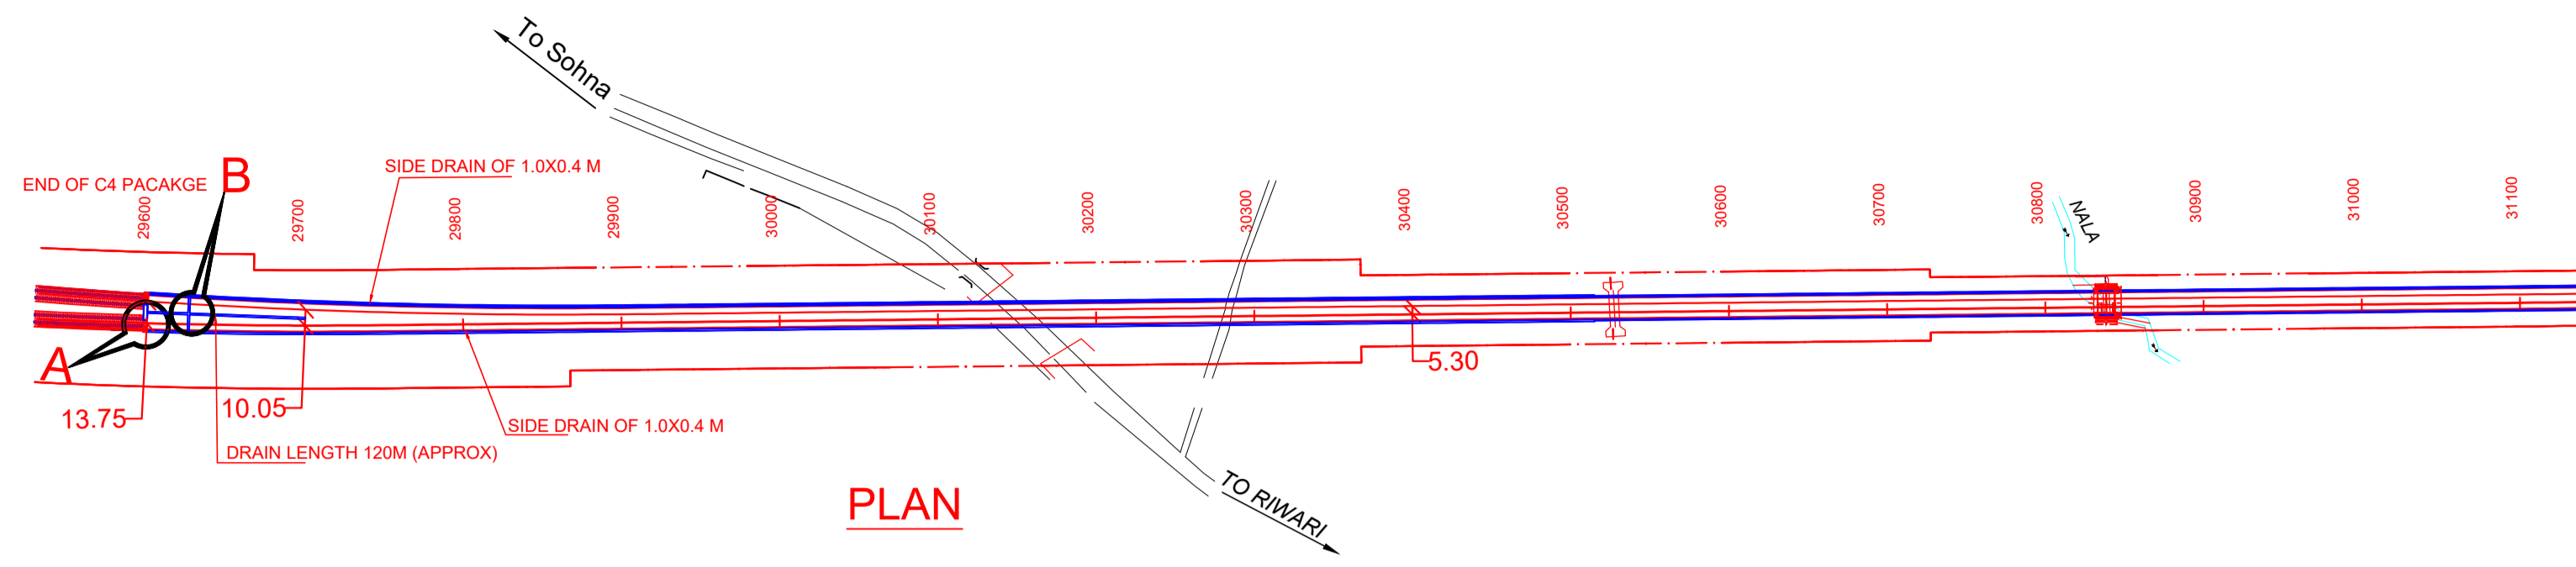 To Sohna
SIDE DRAIN OF 1.0X0.4 M
END OF C4 PACAKGE
B
29600
29700
29800
29900
30000
30100
30200
30300
30400
30500
30600
30700
30800
NALA
30900
31000
31100
A
5.30
13.75
10.05
SIDE DRAIN OF 1.0X0.4 M
DRAIN LENGTH 120M (APPROX)
PLAN
TO RIWARI